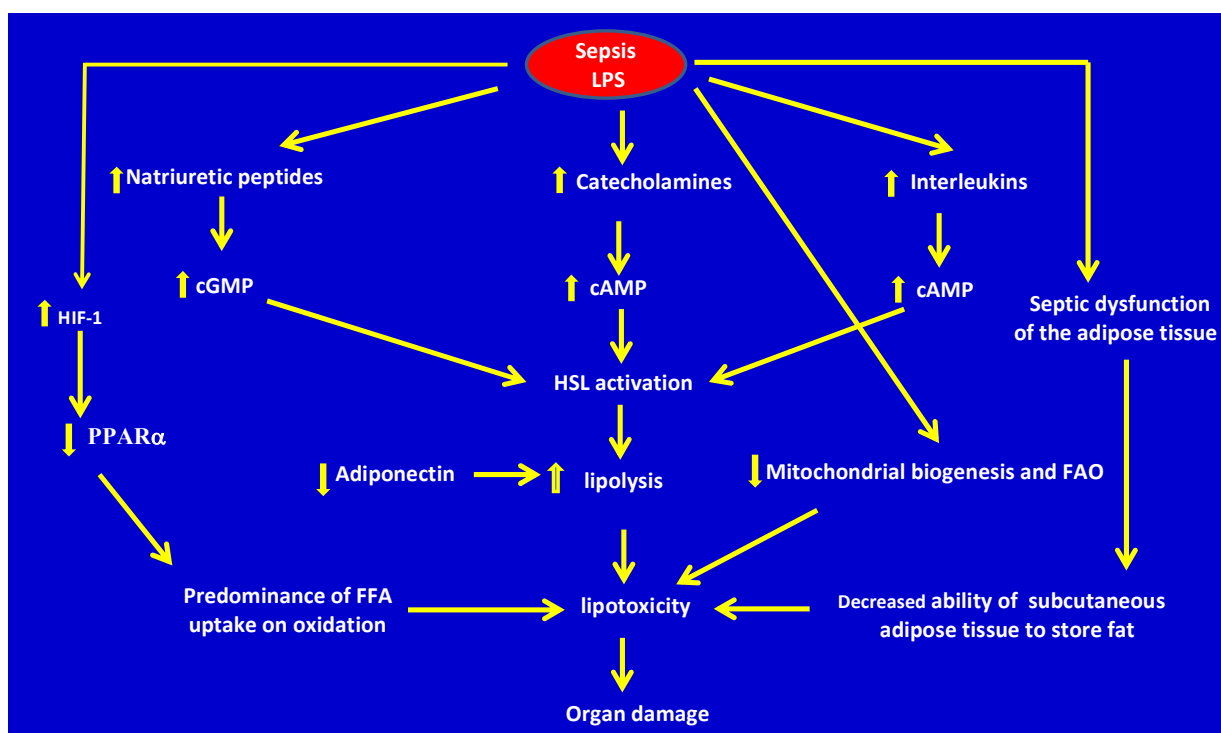 Sepsis
LPS
Natriuretic peptides
Catecholamines
Interleukins
cGMP
cAMP
cAMP
HIF-1
Septic dysfunction
of the adipose tissue
HSL activation
PPARα
Adiponectin
lipolysis
Mitochondrial biogenesis and FAO
Predominance of FFA
uptake on oxidation
lipotoxicity
Decreased ability of subcutaneous
adipose tissue to store fat
Organ damage